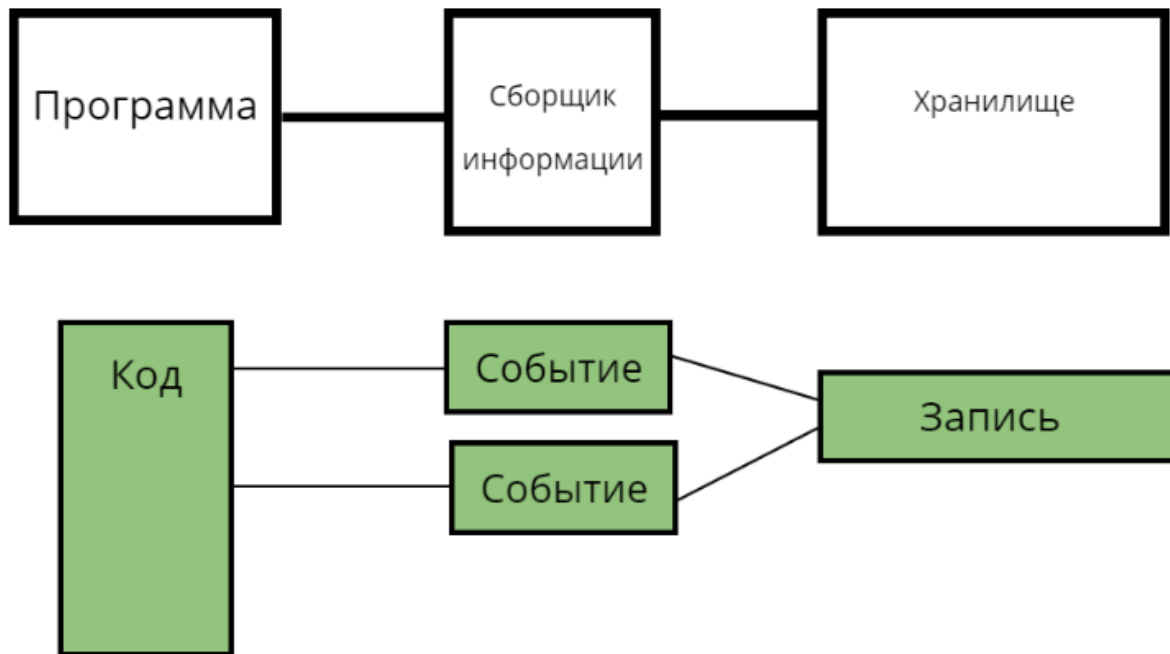 Программа
Сборщик
информации
Хранилище
Код
Событие
Событие
Запись